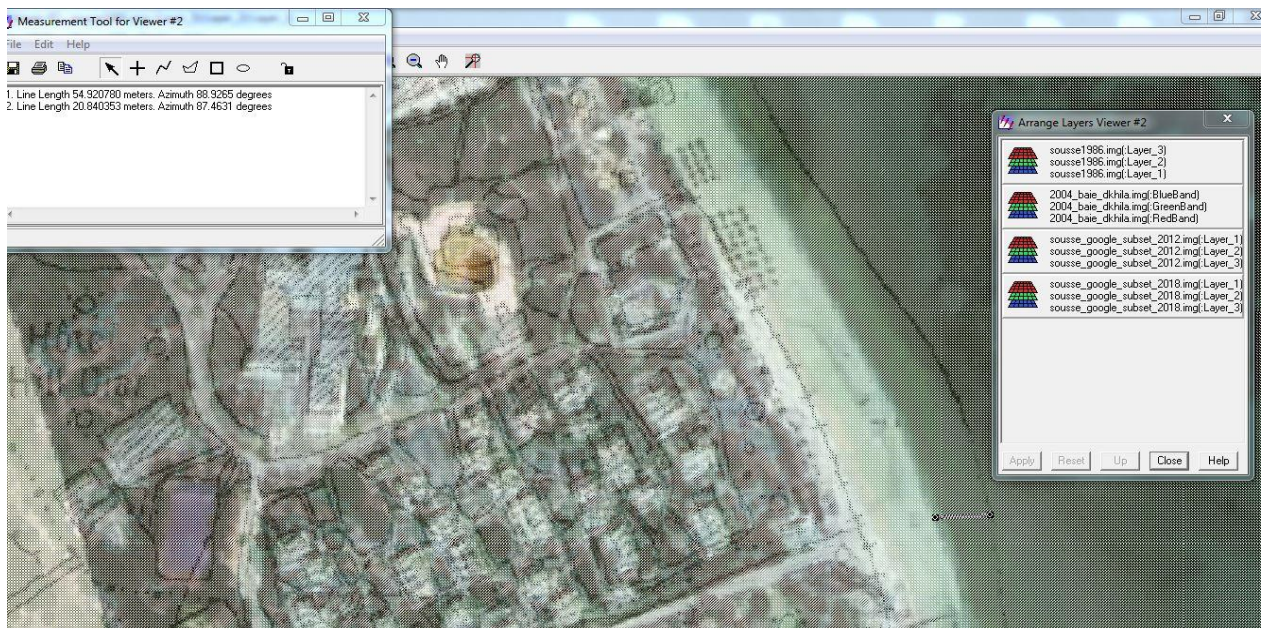 Measurement Tool for Viewer #2
File Edit Help
1. Line Length 54.920780 meters. Azimuth 88.9265 degrees
2. Line Length 20.840353 meters. Azimuth 87.4631 degrees
Arrange Layers Viewer #2
sousse1986.img(:Layer_3)
sousse1986.img(:Layer_2)
sousse1986.img(:Layer_1)
2004_baie_dkhila.img(:BlueBand)
2004_baie_dkhila.img(:GreenBand)
2004_baie_dkhila.img(:RedBand)
sousse_google_subset_2012.img(:Layer_1)
sousse_google_subset_2012.img(:Layer_2)
sousse_google_subset_2012.img(:Layer_3)
sousse_google_subset_2018.img(:Layer_1)
sousse_google_subset_2018.img(:Layer_2)
sousse_google_subset_2018.img(:Layer_3)
Apply Reset Up Close Help